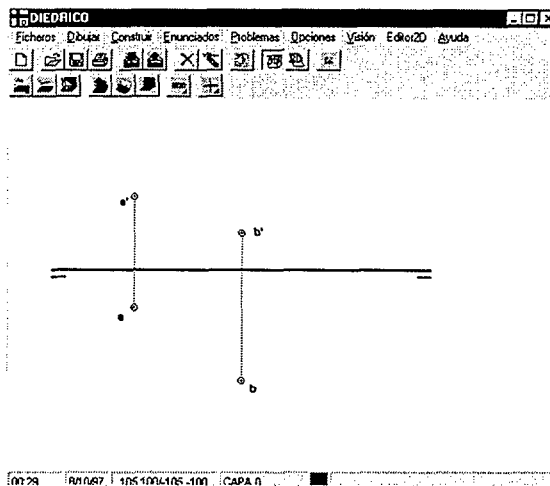 DIEDRICO
Ficheros Dibujar Construir Enunciados Problemas Opciones Visión Editor2D Ayuda
a'
b'
a
b
00:29 8/10/97 105 100/-105 -100 CAPA 0